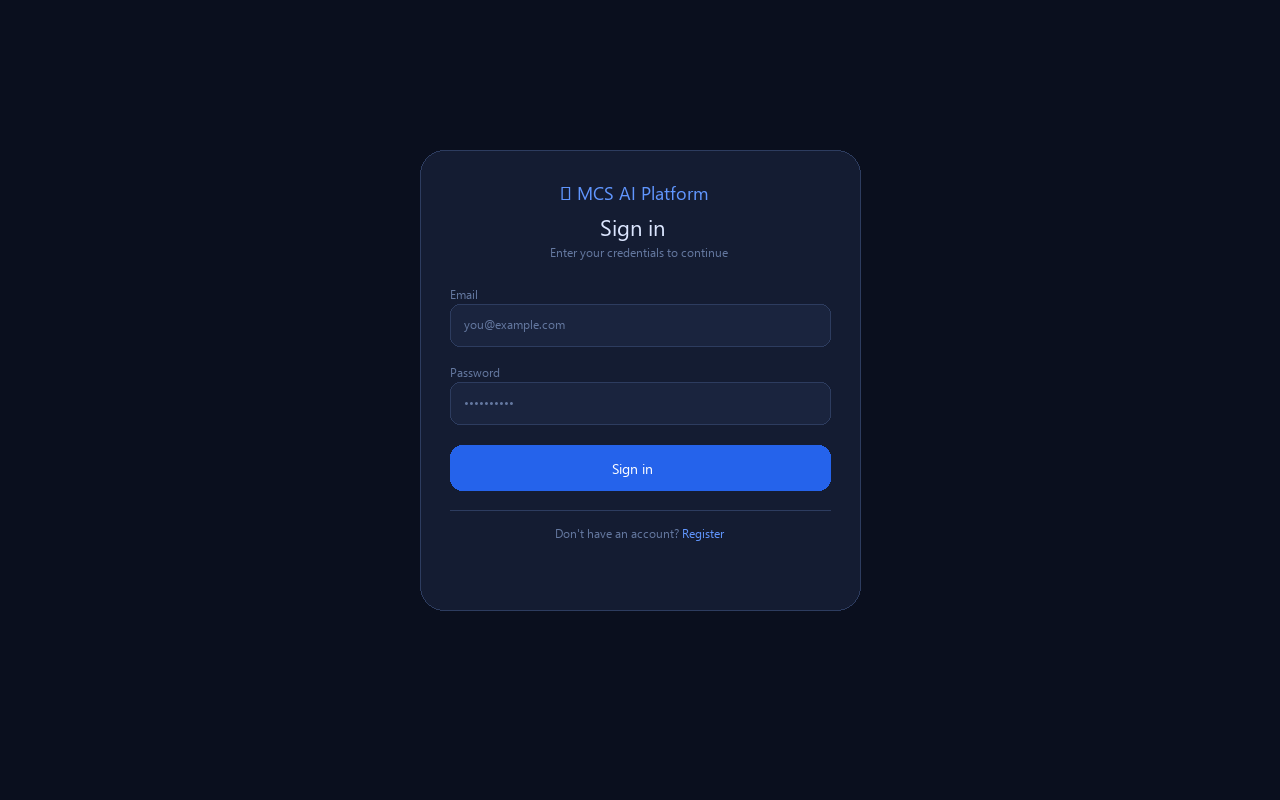 MCS AI Platform
Sign in
Enter your credentials to continue
Email
you@example.com
Password
••••••••••
Sign in
Don't have an account? Register